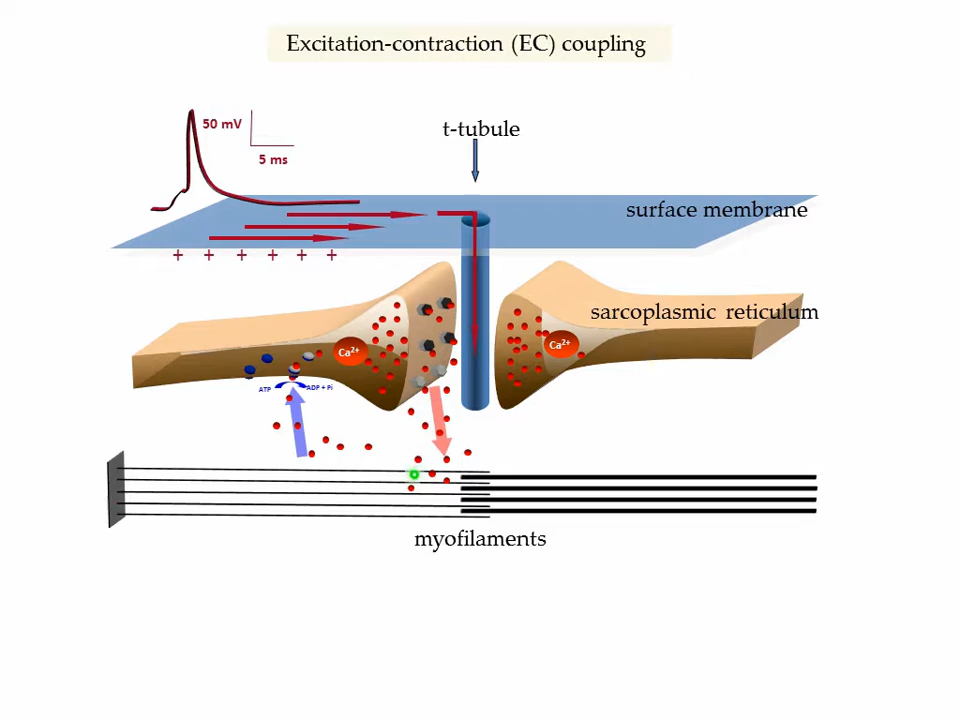 Excitation-contraction (EC) coupling
50 mV
5 ms
t-tubule
surface membrane
+ + + + + +
sarcoplasmic reticulum
Ca2+
Ca2+
ATP
ADP + Pi
myofilaments